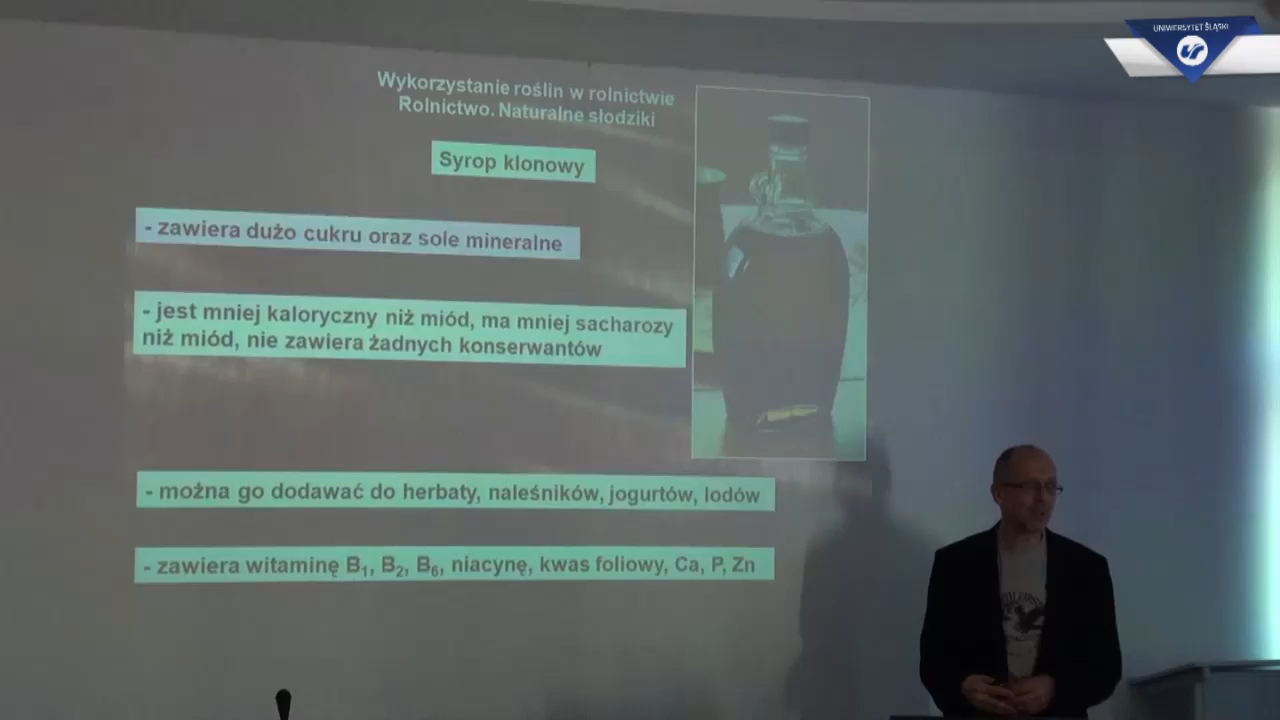 UNIWERSYTET ŚLĄSKI
Wykorzystanie roślin w rolnictwie
Rolnictwo. Naturalne słodziki
Syrop klonowy
- zawiera dużo cukru oraz sole mineralne
- jest mniej kaloryczny niż miód, ma mniej sacharozy
niż miód, nie zawiera żadnych konserwantów
- można go dodawać do herbaty, naleśników, jogurtów, lodów
- zawiera witaminę B₁, B₂, B₆, niacynę, kwas foliowy, Ca, P, Zn